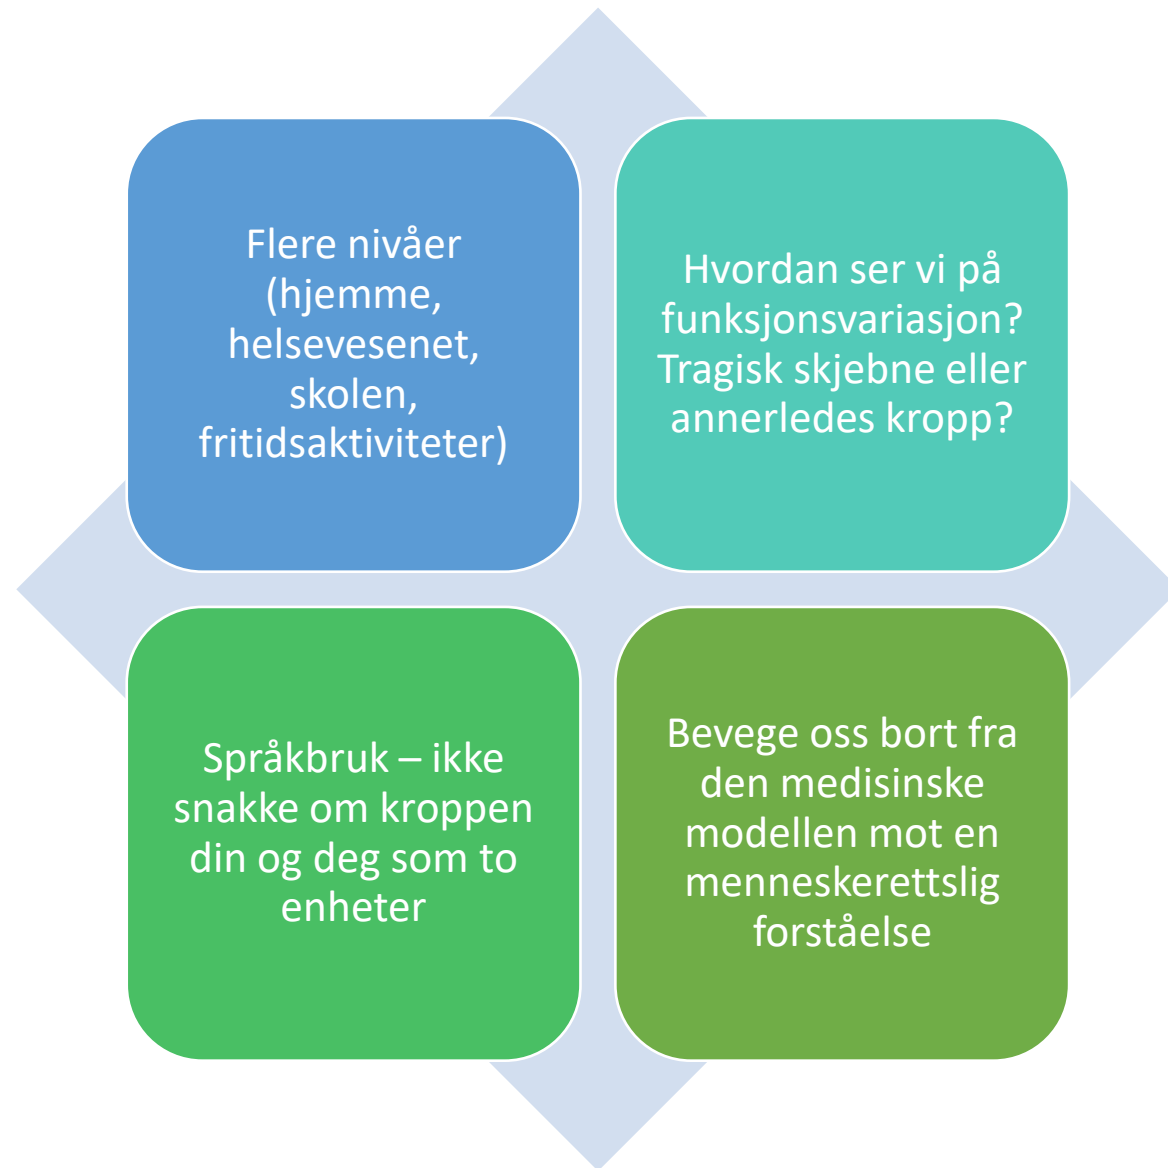 Flere nivåer
(hjemme,
helsevesenet,
skolen,
fritidsaktiviteter)
Hvordan ser vi på
funksjonsvariasjon?
Tragisk skjebne eller
annerledes kropp?
Språkbruk – ikke
snakke om kroppen
din og deg som to
enheter
Bevege oss bort fra
den medisinske
modellen mot en
menneskerettslig
forståelse